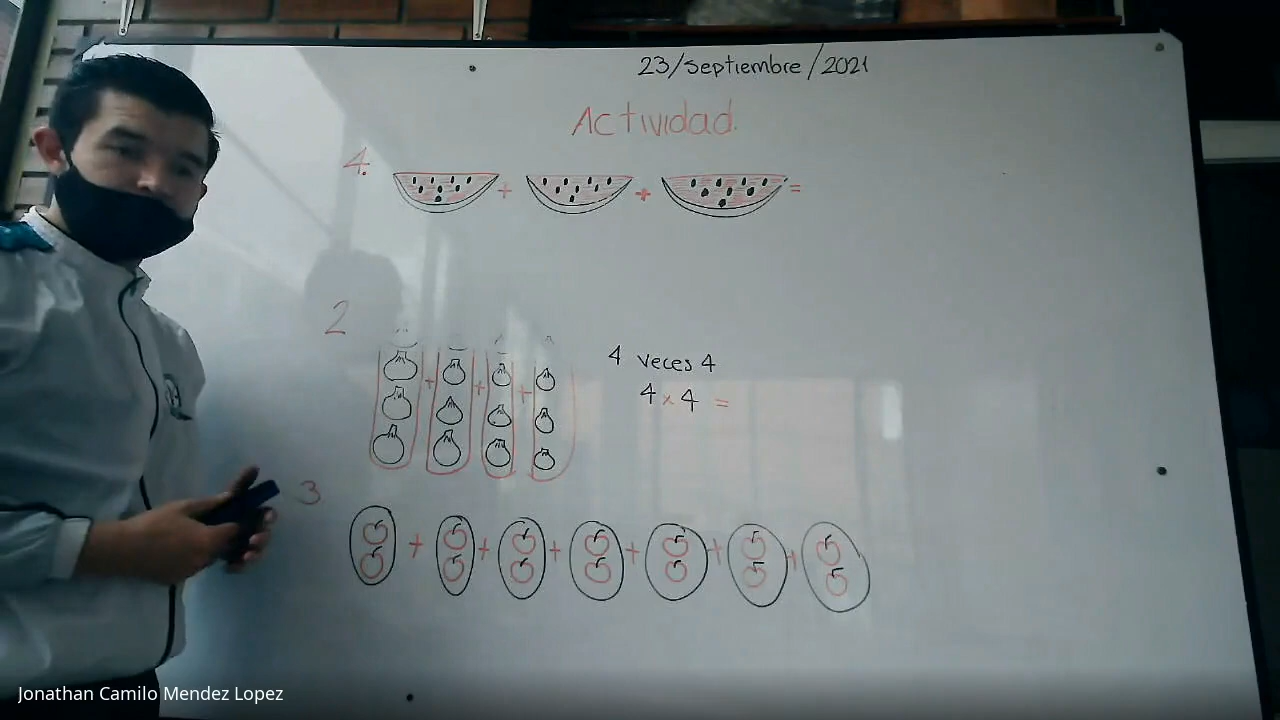 23/Septiembre/2021
Actividad.
4. + + =
2 + + +
4 veces 4
4 x 4 =
3 + + + + + +
Jonathan Camilo Mendez Lopez